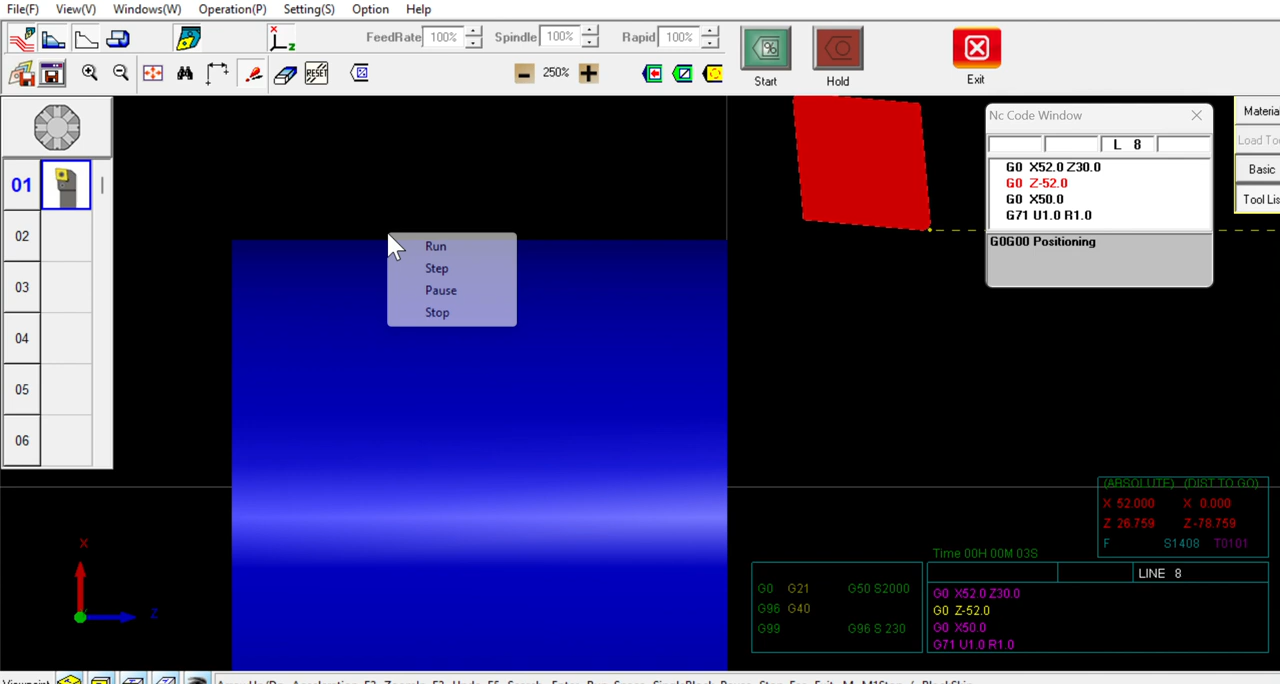 File(F) View(V) Windows(W) Operation(P) Setting(S) Option Help
FeedRate 100% Spindle 100% Rapid 100%
RESET
250%
Start Hold Exit
X
Z
01
02
03
04
05
06
Run
Step
Pause
Stop
Nc Code Window
L 8
G0 X52.0 Z30.0
G0 Z-52.0
G0 X50.0
G71 U1.0 R1.0
G0G00 Positioning
Materia
Load Too
Basic
Tool Lis
(ABSOLUTE) (DIST TO GO)
X 52.000 X 0.000
Z 26.759 Z -78.759
F S1408 T0101
Time 00H 00M 03S
LINE 8
G0 G21 G50 S2000
G96 G40
G99 G96 S 230
G0 X52.0 Z30.0
G0 Z-52.0
G0 X50.0
G71 U1.0 R1.0
X
Z
Viewpoint